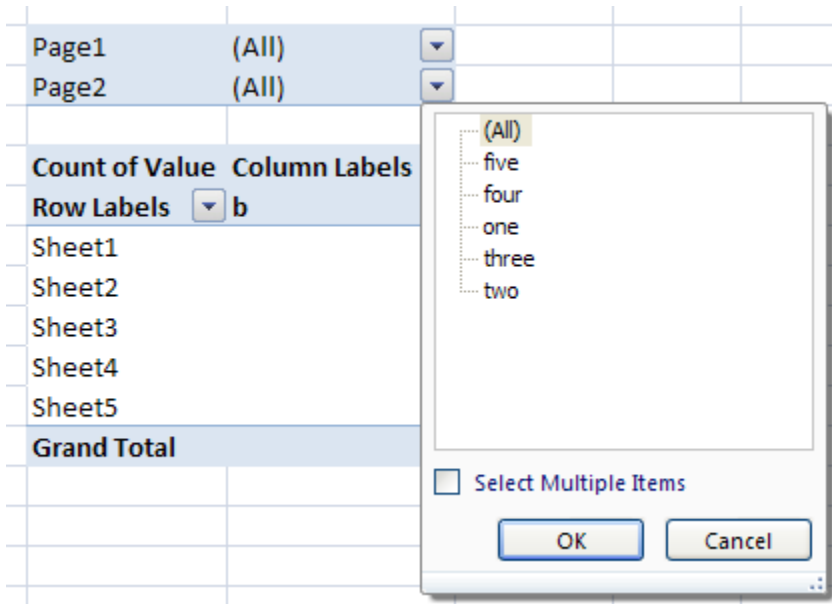 Page1 (All)
Page2 (All)
Count of Value Column Labels
Row Labels b
Sheet1
Sheet2
Sheet3
Sheet4
Sheet5
Grand Total
(All)
five
four
one
three
two
Select Multiple Items
OK Cancel